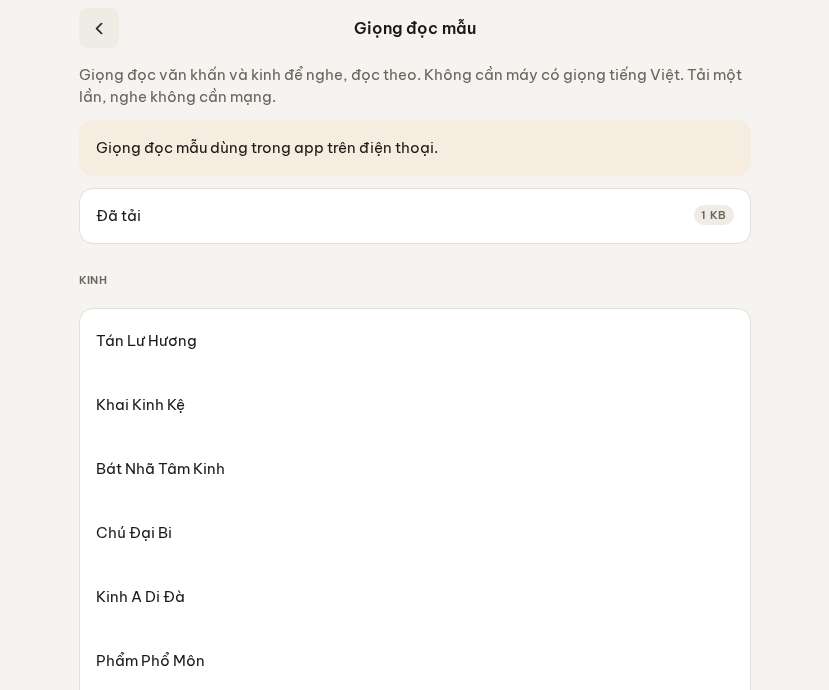 Giọng đọc mẫu
Giọng đọc văn khấn và kinh để nghe, đọc theo. Không cần máy có giọng tiếng Việt. Tải một
lần, nghe không cần mạng.
Giọng đọc mẫu dùng trong app trên điện thoại.
Đã tải
1 KB
KINH
Tán Lư Hương
Khai Kinh Kệ
Bát Nhã Tâm Kinh
Chú Đại Bi
Kinh A Di Đà
Phẩm Phổ Môn